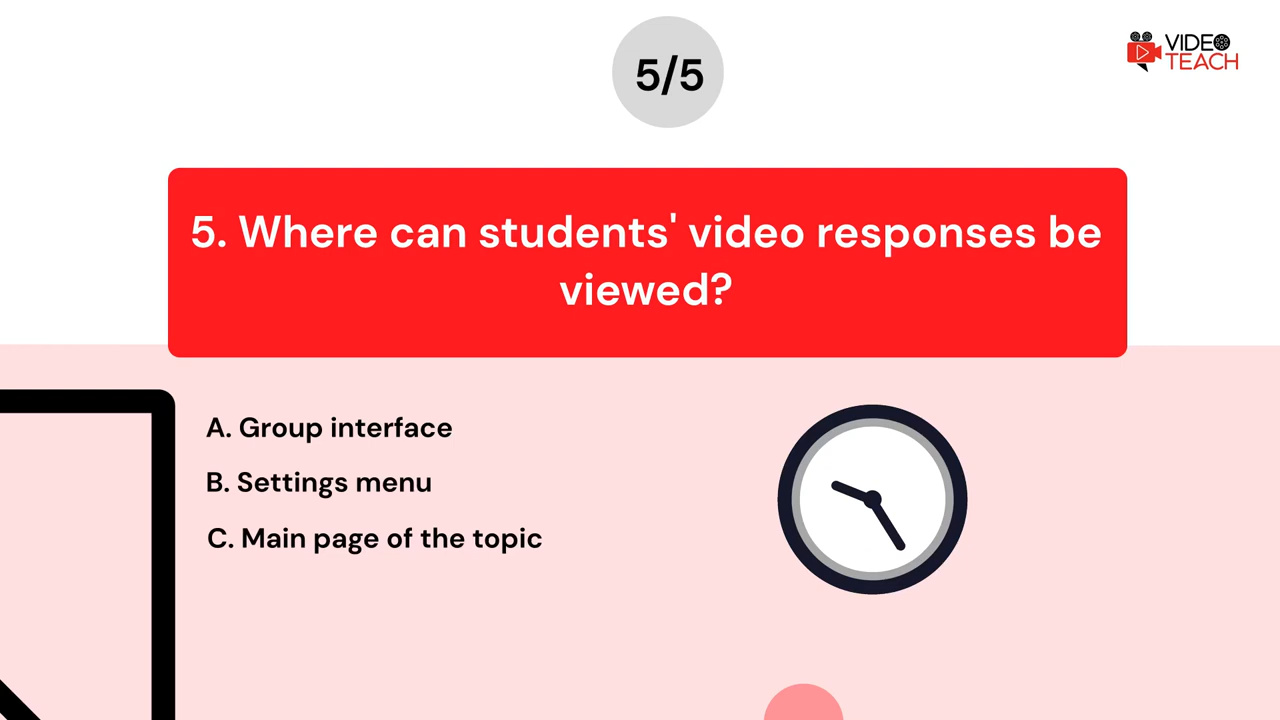 5/5
VIDEO
TEACH
5. Where can students' video responses be
viewed?
A. Group interface
B. Settings menu
C. Main page of the topic